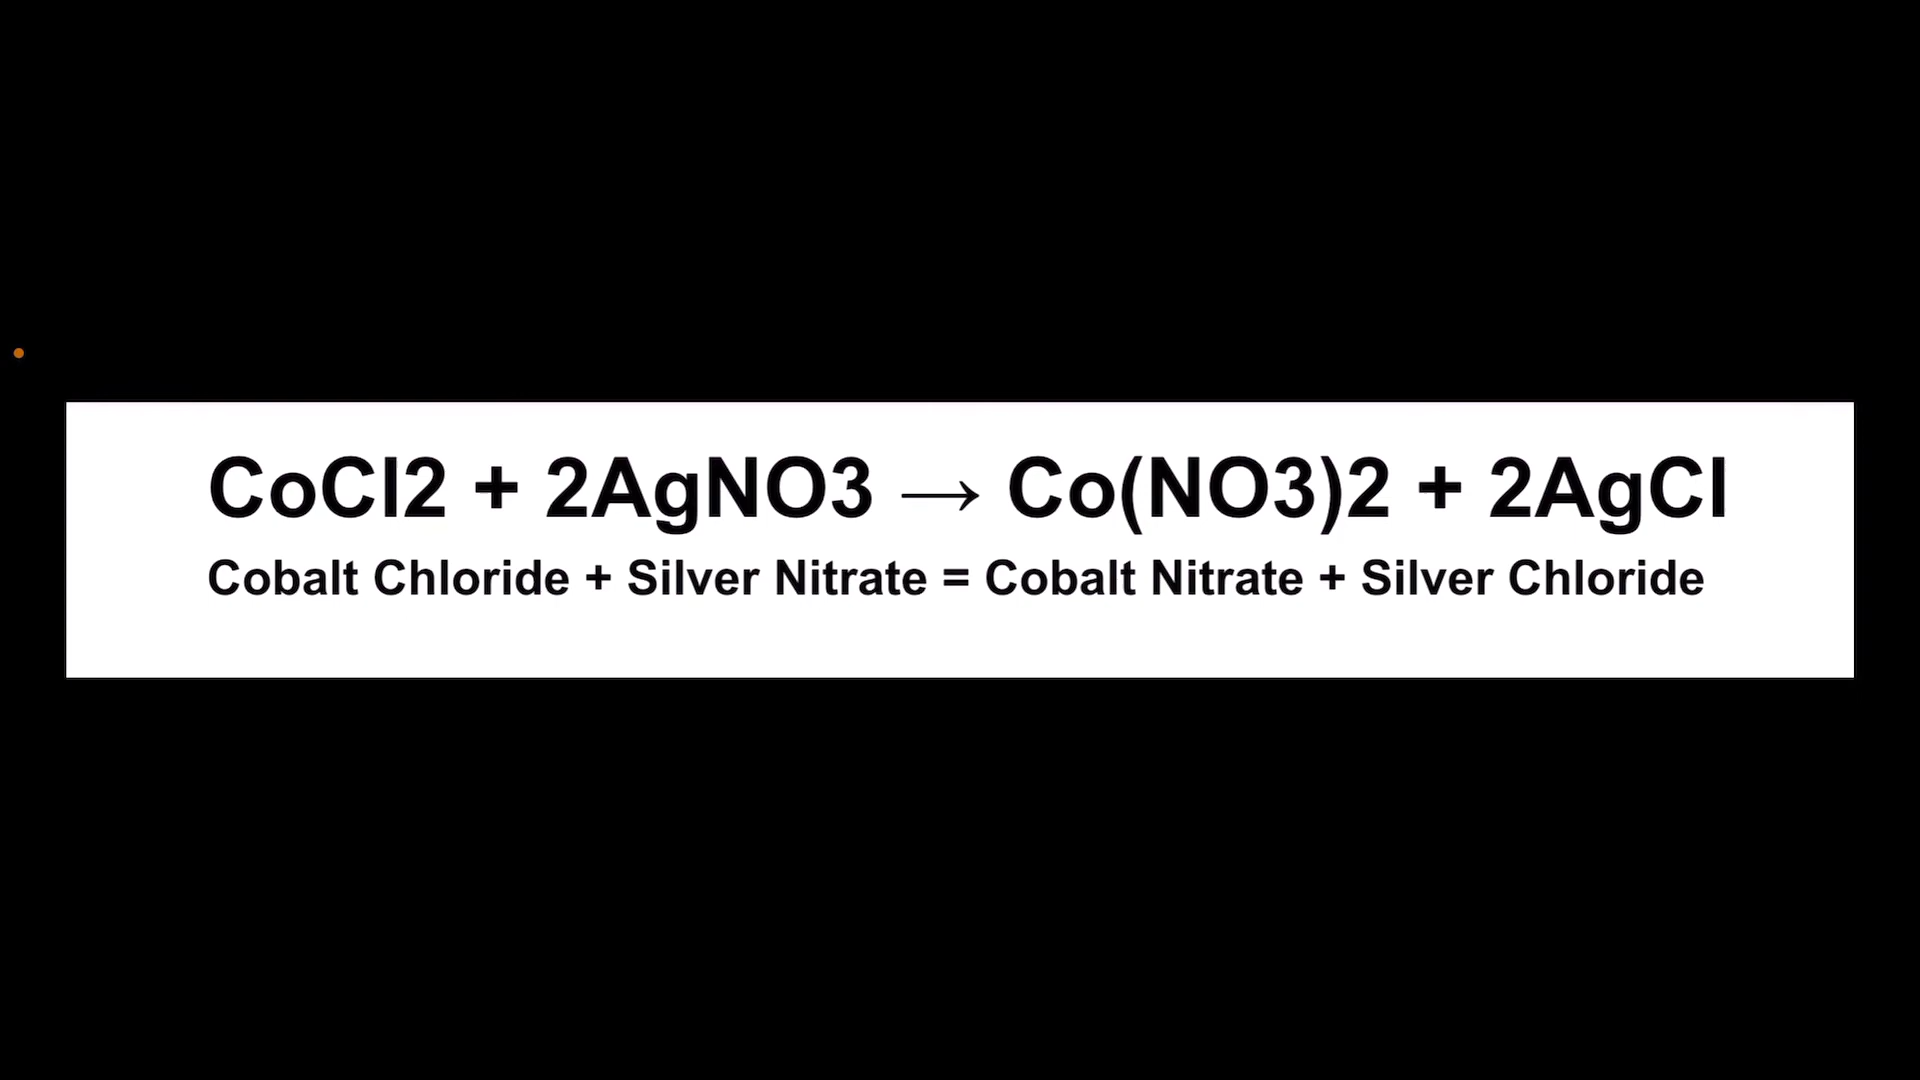 CoCl2 + 2AgNO3 → Co(NO3)2 + 2AgCl
Cobalt Chloride + Silver Nitrate = Cobalt Nitrate + Silver Chloride